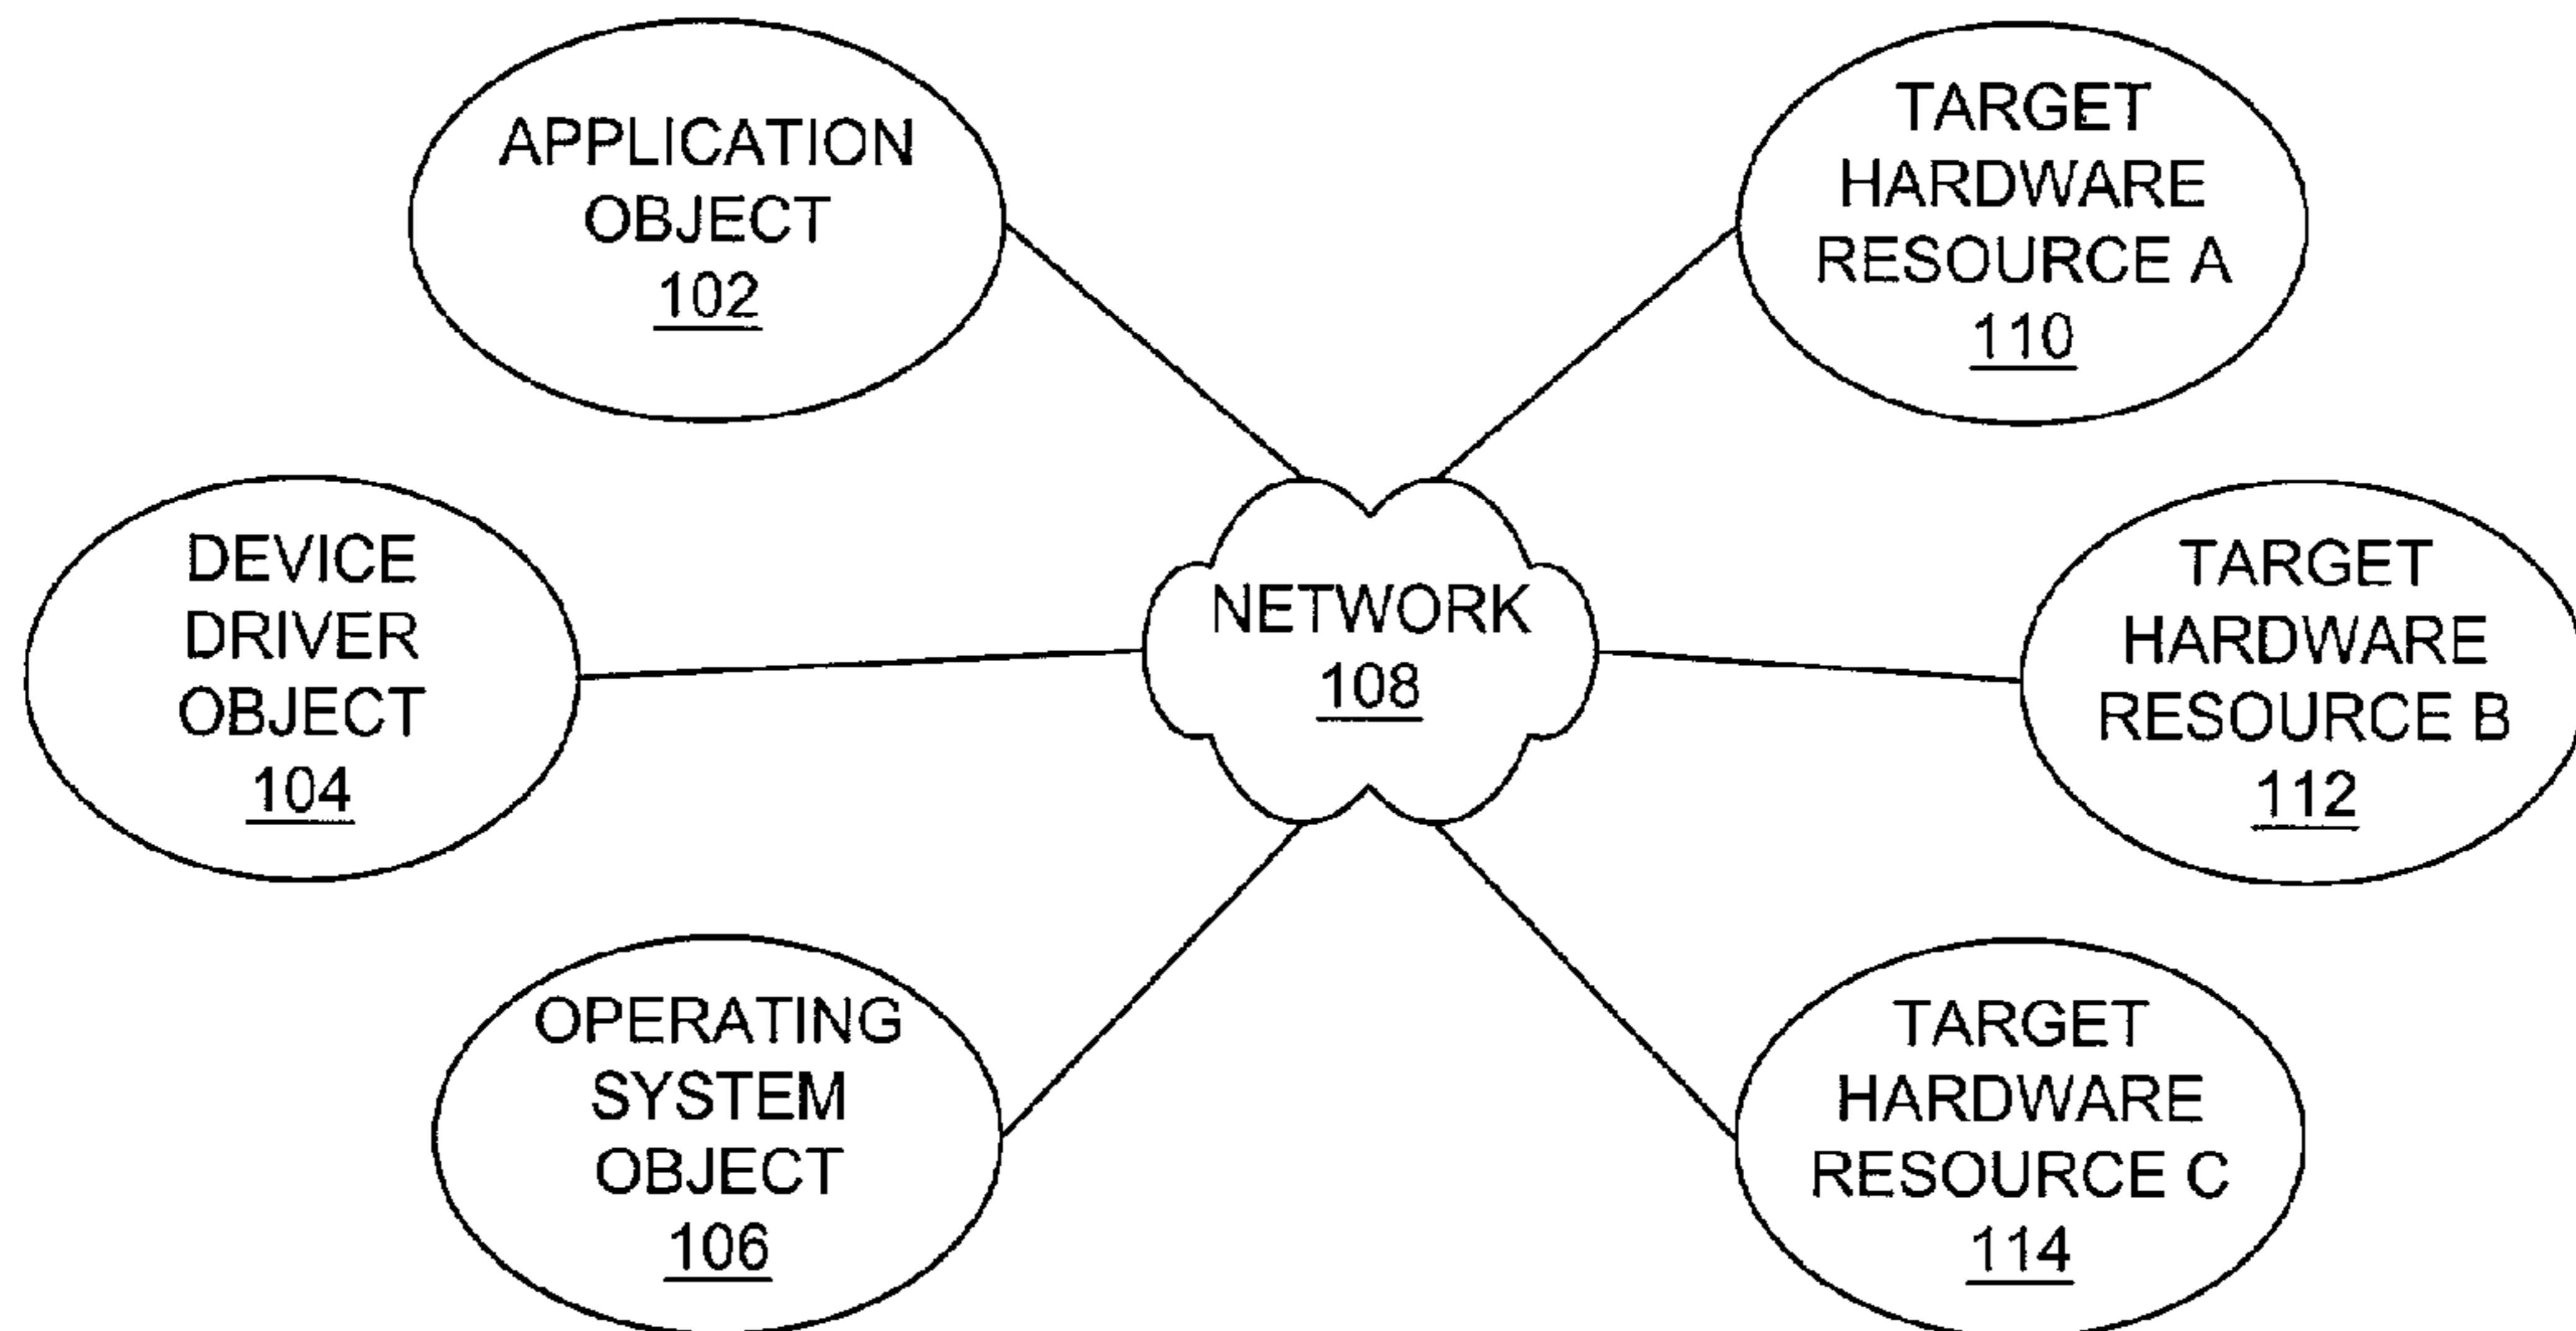 APPLICATION
OBJECT
102
TARGET
HARDWARE
RESOURCE A
110
DEVICE
DRIVER
OBJECT
104
NETWORK
108
TARGET
HARDWARE
RESOURCE B
112
OPERATING
SYSTEM
OBJECT
106
TARGET
HARDWARE
RESOURCE C
114